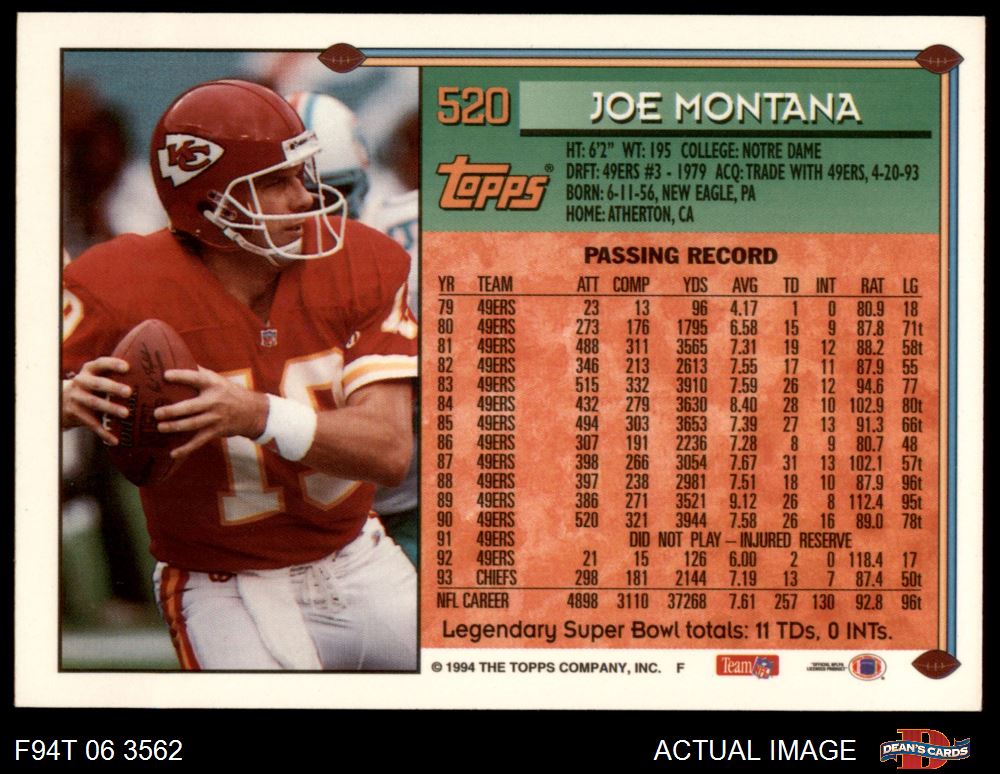 520 JOE MONTANA
Topps®
HT: 6'2" WT: 195 COLLEGE: NOTRE DAME
DRFT: 49ERS #3 - 1979 ACQ: TRADE WITH 49ERS, 4-20-93
BORN: 6-11-56, NEW EAGLE, PA
HOME: ATHERTON, CA
PASSING RECORD
YR TEAM ATT COMP YDS AVG TD INT RAT LG
79 49ERS 23 13 96 4.17 1 0 80.9 18
80 49ERS 273 176 1795 6.58 15 9 87.8 71t
81 49ERS 488 311 3565 7.31 19 12 88.2 58t
82 49ERS 346 213 2613 7.55 17 11 87.9 55
83 49ERS 515 332 3910 7.59 26 12 94.6 77
84 49ERS 432 279 3630 8.40 28 10 102.9 80t
85 49ERS 494 303 3653 7.39 27 13 91.3 66t
86 49ERS 307 191 2236 7.28 8 9 80.7 48
87 49ERS 398 266 3054 7.67 31 13 102.1 57t
88 49ERS 397 238 2981 7.51 18 10 87.9 96t
89 49ERS 386 271 3521 9.12 26 8 112.4 95t
90 49ERS 520 321 3944 7.58 26 16 89.0 78t
91 49ERS DID NOT PLAY – INJURED RESERVE
92 49ERS 21 15 126 6.00 2 0 118.4 17
93 CHIEFS 298 181 2144 7.19 13 7 87.4 50t
NFL CAREER 4898 3110 37268 7.61 257 130 92.8 96t
Legendary Super Bowl totals: 11 TDs, 0 INTs.
© 1994 THE TOPPS COMPANY, INC. F Team NFL
KC
19
F94T 06 3562 ACTUAL IMAGE DEAN'S CARDS